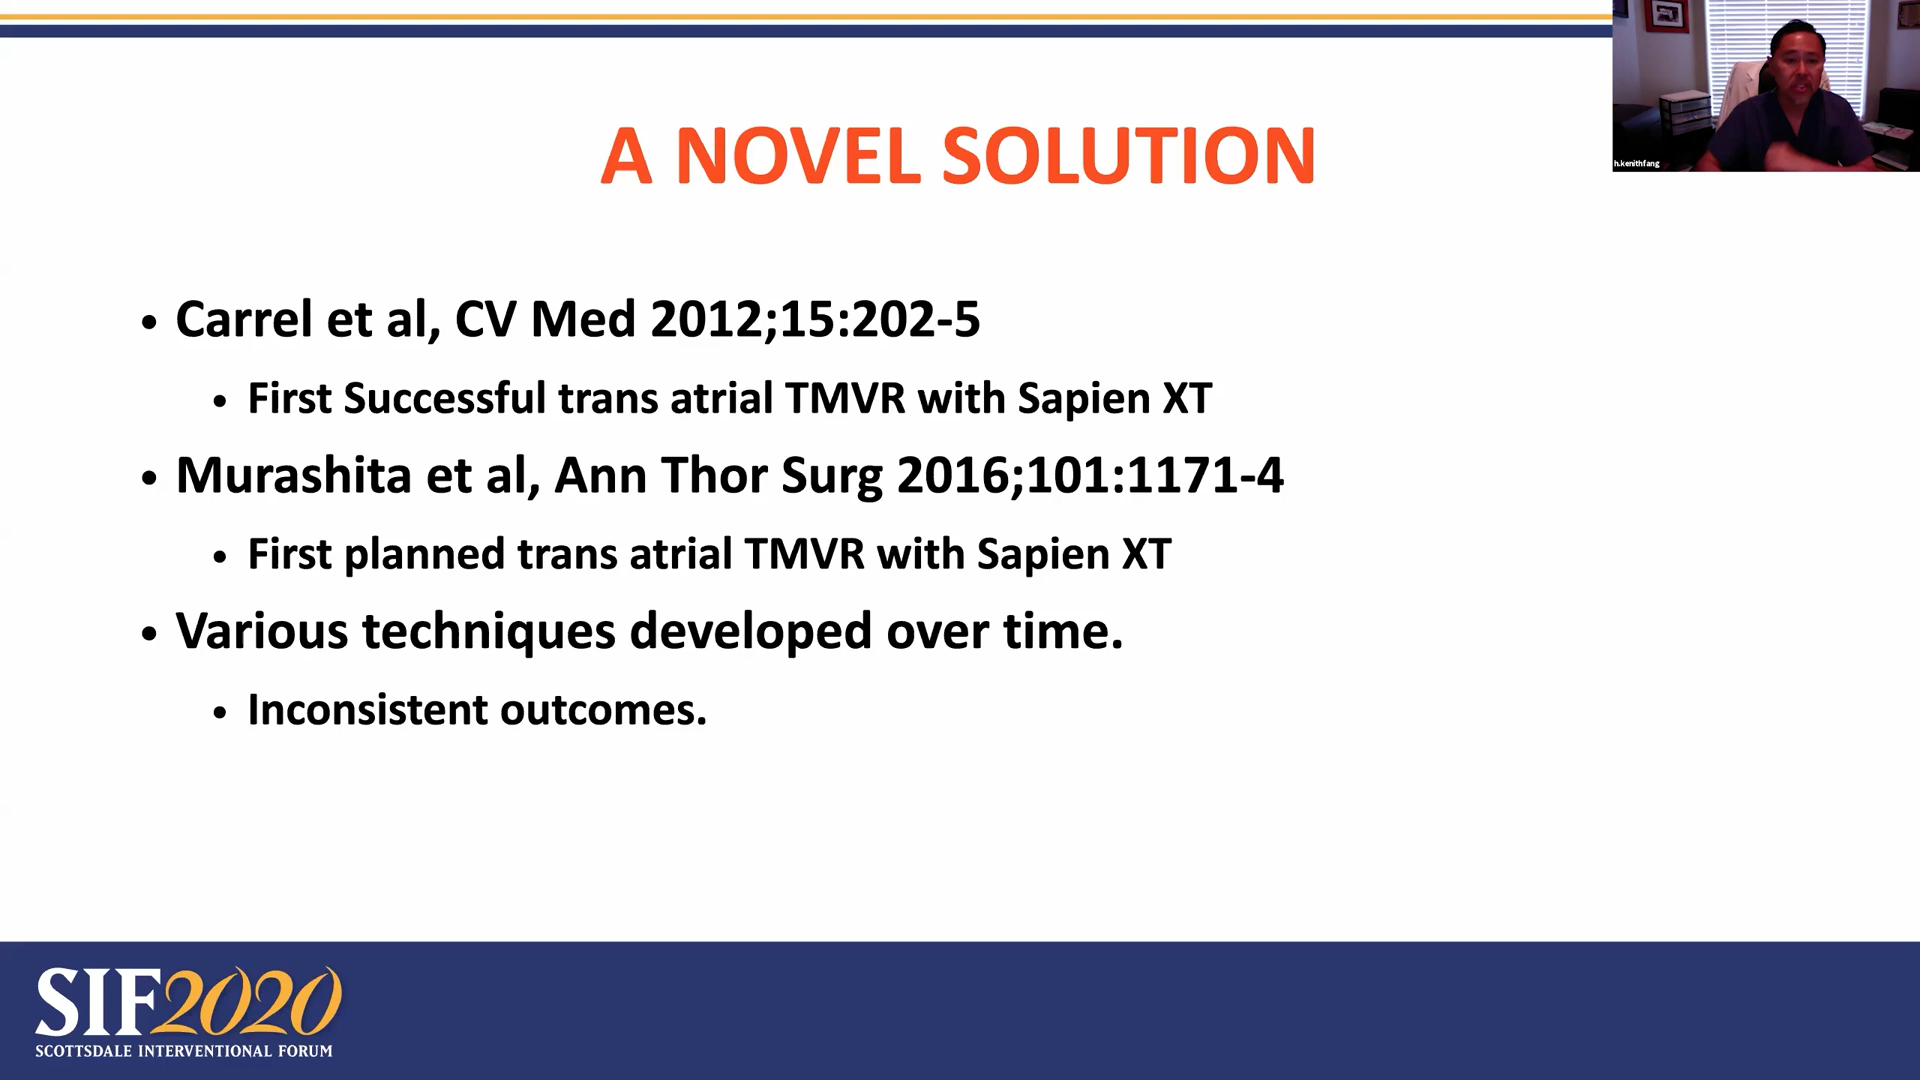 A NOVEL SOLUTION
h.kenithfang
• Carrel et al, CV Med 2012;15:202-5
• First Successful trans atrial TMVR with Sapien XT
• Murashita et al, Ann Thor Surg 2016;101:1171-4
• First planned trans atrial TMVR with Sapien XT
• Various techniques developed over time.
• Inconsistent outcomes.
SIF2020
SCOTTSDALE INTERVENTIONAL FORUM